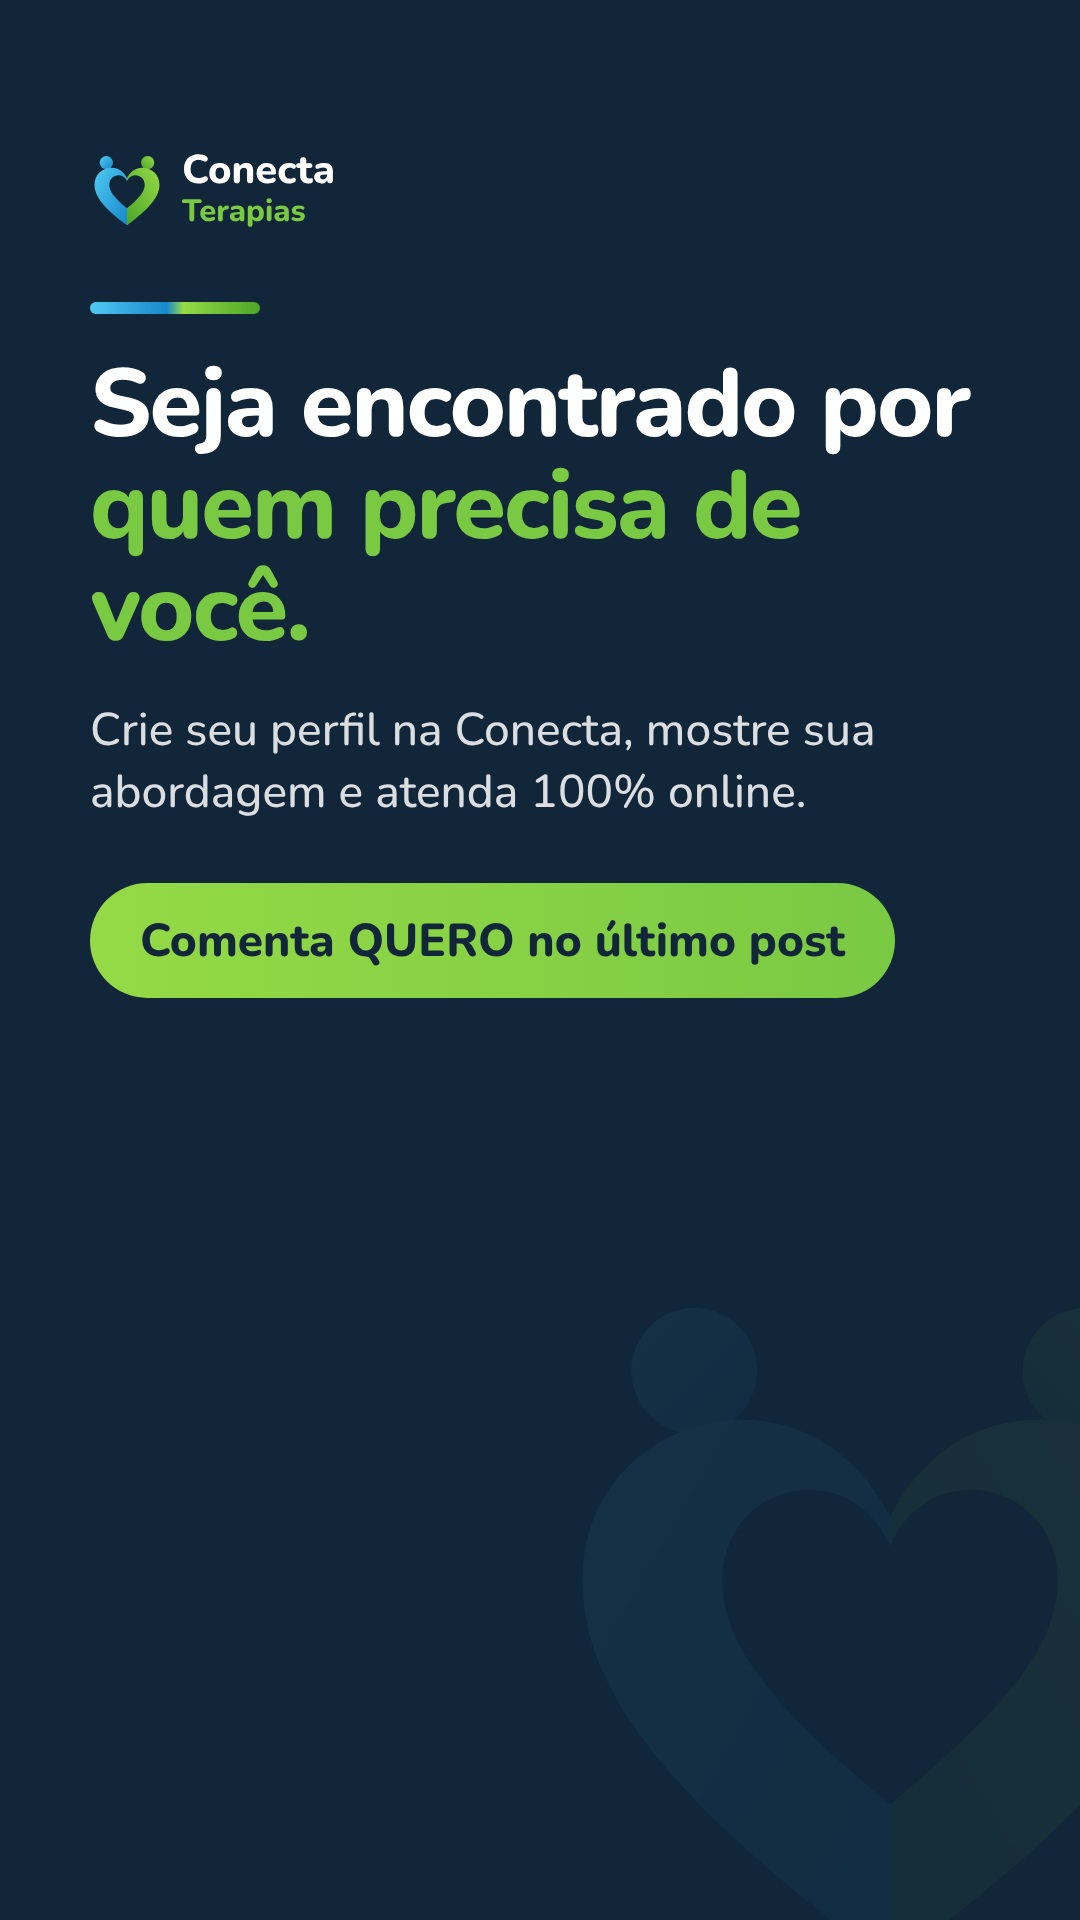 Conecta
Terapias
Seja encontrado por
quem precisa de
você.
Crie seu perfil na Conecta, mostre sua
abordagem e atenda 100% online.
Comenta QUERO no último post